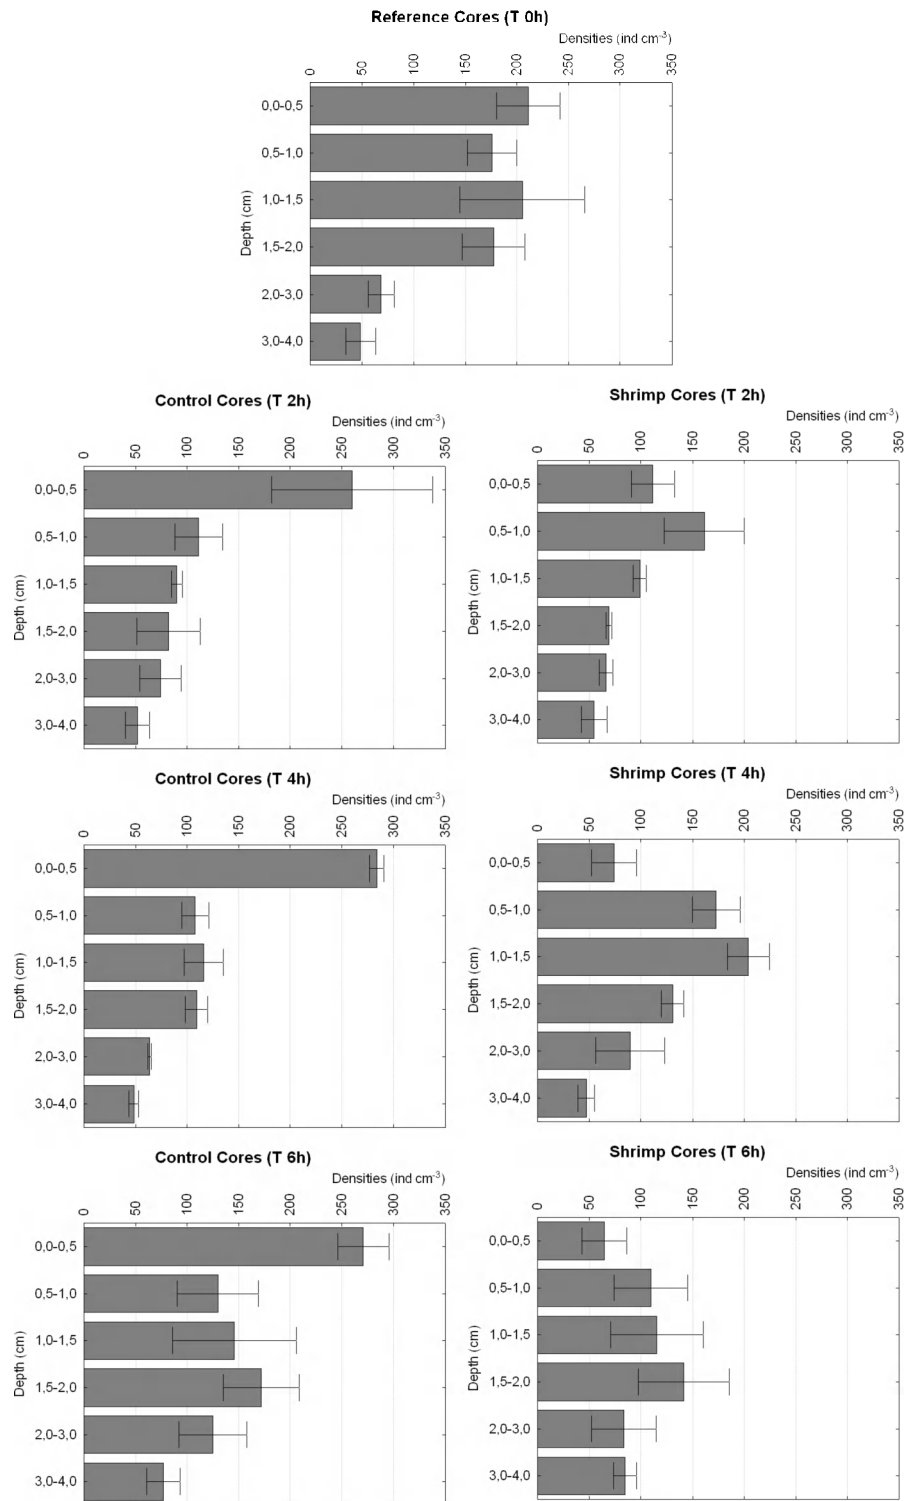 Reference Cores (T 0h)
Densities (ind cm-3)
0 50 100 150 200 250 300 350
Depth (cm)
0,0-0,5
0,5-1,0
1,0-1,5
1,5-2,0
2,0-3,0
3,0-4,0
Control Cores (T 2h)
Densities (ind cm-3)
0 50 100 150 200 250 300 350
Depth (cm)
0,0-0,5
0,5-1,0
1,0-1,5
1,5-2,0
2,0-3,0
3,0-4,0
Shrimp Cores (T 2h)
Densities (ind cm-3)
0 50 100 150 200 250 300 350
Depth (cm)
0,0-0,5
0,5-1,0
1,0-1,5
1,5-2,0
2,0-3,0
3,0-4,0
Control Cores (T 4h)
Densities (ind cm-3)
0 50 100 150 200 250 300 350
Depth (cm)
0,0-0,5
0,5-1,0
1,0-1,5
1,5-2,0
2,0-3,0
3,0-4,0
Shrimp Cores (T 4h)
Densities (ind cm-3)
0 50 100 150 200 250 300 350
Depth (cm)
0,0-0,5
0,5-1,0
1,0-1,5
1,5-2,0
2,0-3,0
3,0-4,0
Control Cores (T 6h)
Densities (ind cm-3)
0 50 100 150 200 250 300 350
Depth (cm)
0,0-0,5
0,5-1,0
1,0-1,5
1,5-2,0
2,0-3,0
3,0-4,0
Shrimp Cores (T 6h)
Densities (ind cm-3)
0 50 100 150 200 250 300 350
Depth (cm)
0,0-0,5
0,5-1,0
1,0-1,5
1,5-2,0
2,0-3,0
3,0-4,0